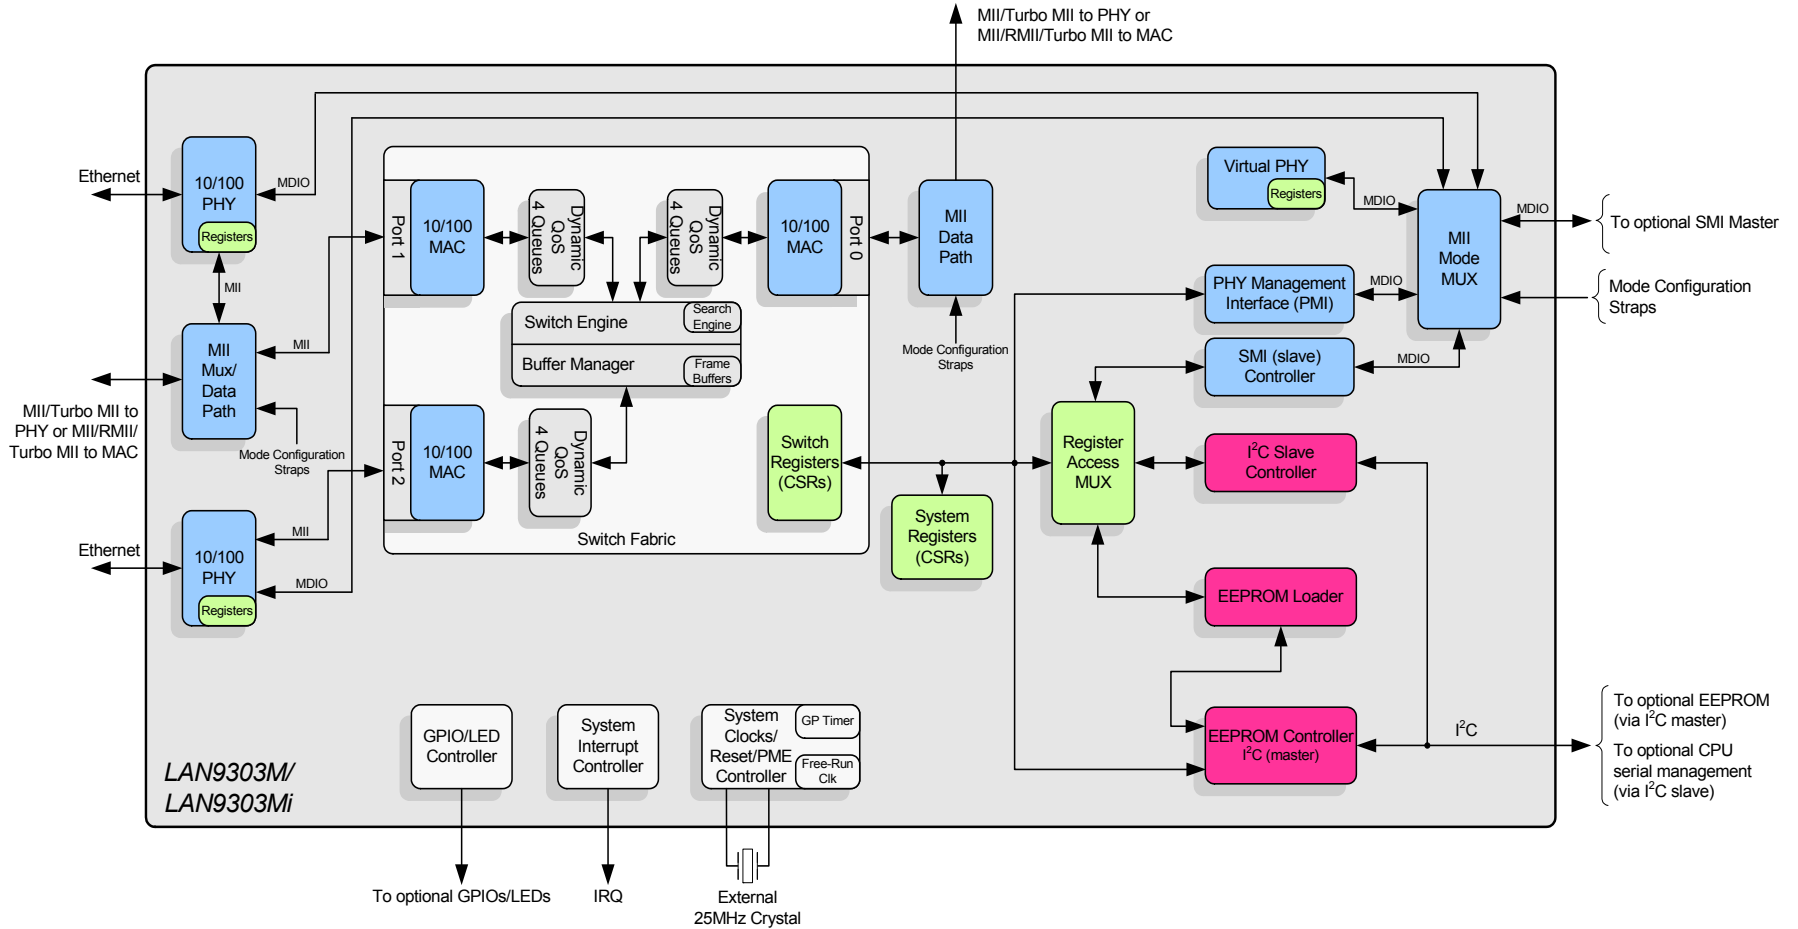 MII/Turbo MII to PHY or
MII/RMII/Turbo MII to MAC
Ethernet
10/100
PHY
Registers
MDIO
MII
MII
Mux/
Data
Path
MII
MII/Turbo MII to
PHY or MII/RMII/
Turbo MII to MAC
Mode Configuration
Straps
Ethernet
10/100
PHY
Registers
MII
MDIO
Port 1
10/100
MAC
Dynamic
QoS
4 Queues
Dynamic
QoS
4 Queues
10/100
MAC
Port 0
Switch Engine
Search
Engine
Buffer Manager
Frame
Buffers
Port 2
10/100
MAC
Dynamic
QoS
4 Queues
Switch
Registers
(CSRs)
Switch Fabric
MII
Data
Path
Mode Configuration
Straps
System
Registers
(CSRs)
Virtual PHY
Registers
MDIO
PHY Management
Interface (PMI)
MDIO
SMI (slave)
Controller
MDIO
MII
Mode
MUX
MDIO
To optional SMI Master
Mode Configuration
Straps
Register
Access
MUX
I2C Slave
Controller
EEPROM Loader
EEPROM Controller
I2C (master)
I2C
To optional EEPROM
(via I2C master)
To optional CPU
serial management
(via I2C slave)
GPIO/LED
Controller
System
Interrupt
Controller
System
Clocks/
Reset/PME
Controller
GP Timer
Free-Run
Clk
LAN9303M/
LAN9303Mi
To optional GPIOs/LEDs
IRQ
External
25MHz Crystal